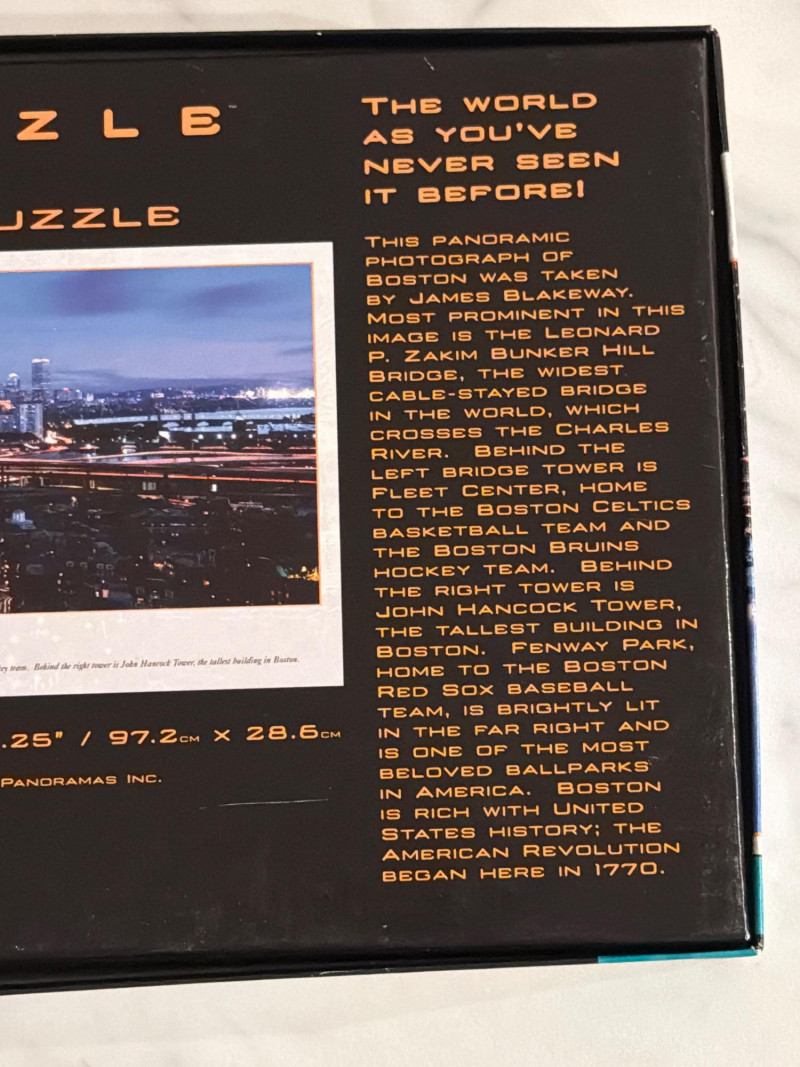 ZZLE™
UZZLE
ey team. Behind the right tower is John Hancock Tower, the tallest building in Boston.
.25" / 97.2CM X 28.6CM
PANORAMAS INC.
THE WORLD
AS YOU'VE
NEVER SEEN
IT BEFORE!
THIS PANORAMIC
PHOTOGRAPH OF
BOSTON WAS TAKEN
BY JAMES BLAKEWAY.
MOST PROMINENT IN THIS
IMAGE IS THE LEONARD
P. ZAKIM BUNKER HILL
BRIDGE, THE WIDEST
CABLE-STAYED BRIDGE
IN THE WORLD, WHICH
CROSSES THE CHARLES
RIVER. BEHIND THE
LEFT BRIDGE TOWER IS
FLEET CENTER, HOME
TO THE BOSTON CELTICS
BASKETBALL TEAM AND
THE BOSTON BRUINS
HOCKEY TEAM. BEHIND
THE RIGHT TOWER IS
JOHN HANCOCK TOWER,
THE TALLEST BUILDING IN
BOSTON. FENWAY PARK,
HOME TO THE BOSTON
RED SOX BASEBALL
TEAM, IS BRIGHTLY LIT
IN THE FAR RIGHT AND
IS ONE OF THE MOST
BELOVED BALLPARKS
IN AMERICA. BOSTON
IS RICH WITH UNITED
STATES HISTORY; THE
AMERICAN REVOLUTION
BEGAN HERE IN 1770.